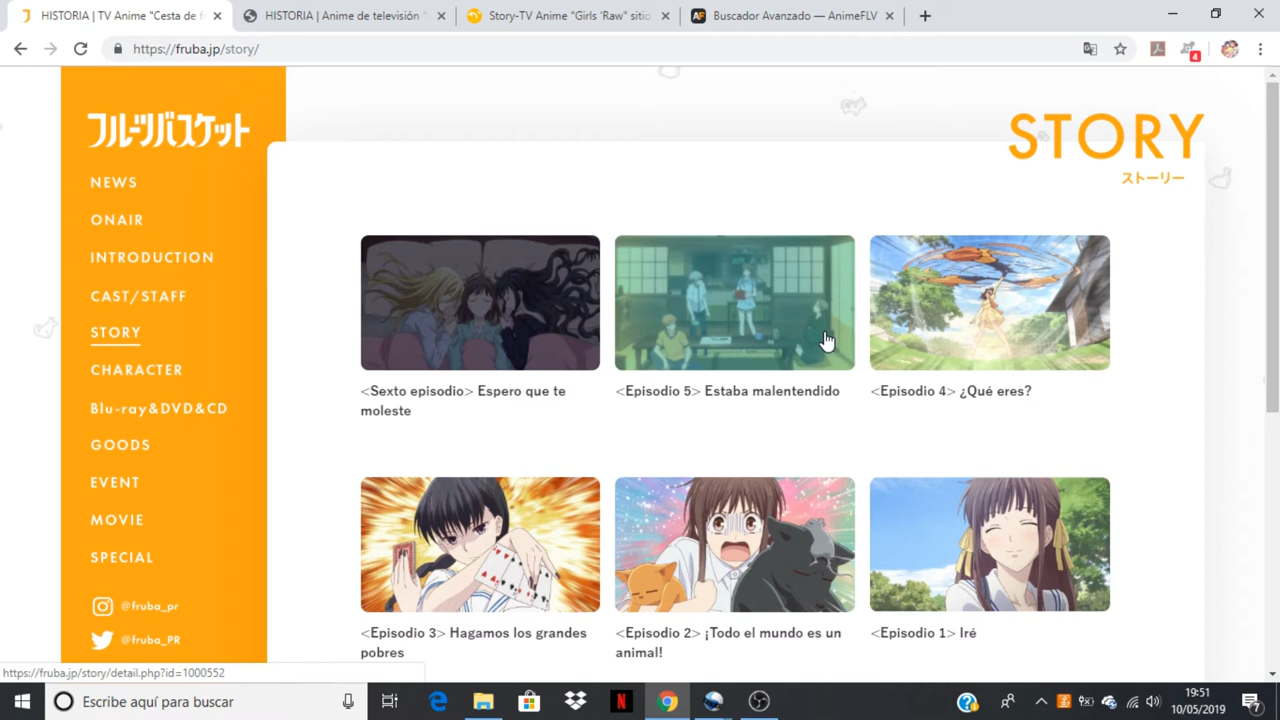 HISTORIA | TV Anime "Cesta de f
HISTORIA | Anime de televisión "
Story-TV Anime "Girls 'Raw" sitio
AF
Buscador Avanzado — AnimeFLV
https://fruba.jp/story/
4
フルーツバスケット
STORY
ストーリー
NEWS
ONAIR
INTRODUCTION
CAST/STAFF
STORY
CHARACTER
Blu-ray&DVD&CD
GOODS
EVENT
MOVIE
SPECIAL
@fruba_pr
@fruba_PR
<Sexto episodio> Espero que te
moleste
<Episodio 5> Estaba malentendido
<Episodio 4> ¿Qué eres?
<Episodio 3> Hagamos los grandes
pobres
<Episodio 2> ¡Todo el mundo es un
animal!
<Episodio 1> Iré
https://fruba.jp/story/detail.php?id=1000552
Escribe aquí para buscar
19:51
10/05/2019
7